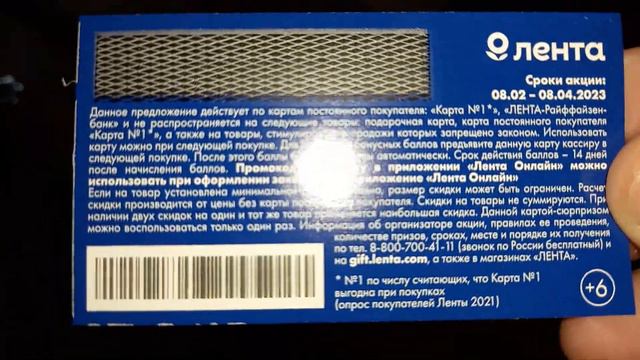 лента
Сроки акции:
08.02 – 08.04.2023
Данное предложение действует по картам постоянного покупателя: «Карта №1*», «ЛЕНТА-Райффайзен-
банк» и не распространяется на следующие товары: подарочная карта, карта постоянного покупателя
«Карта №1*», а также на товары, продажи которых запрещено законом. Использовать
карту можно при следующей покупке. Для бонусных баллов предъявите данную карту кассиру в
следующей покупке. После этого баллы автоматически. Срок действия баллов – 14 дней
после начисления баллов. в приложении «Лента Онлайн» можно
использовать при оформлении приложение «Лента Онлайн»
Если на товар установлена минимальная размер скидки может быть ограничен. Расчет
скидки производится от цены без карты покупателя. Скидки на товары не суммируются. При
наличии двух скидок на один и тот же товар применяется наибольшая скидка. Данной картой-сюрпризом
можно воспользоваться только один раз. Информация об организаторе акции, правилах ее проведения,
количестве призов, сроках, месте и порядке их получения
по тел. 8-800-700-41-11 (звонок по России бесплатный) и
на gift.lenta.com, а также в магазинах «ЛЕНТА».
* №1 по числу считающих, что Карта №1
выгодна при покупках
(опрос покупателей Ленты 2021)
+6